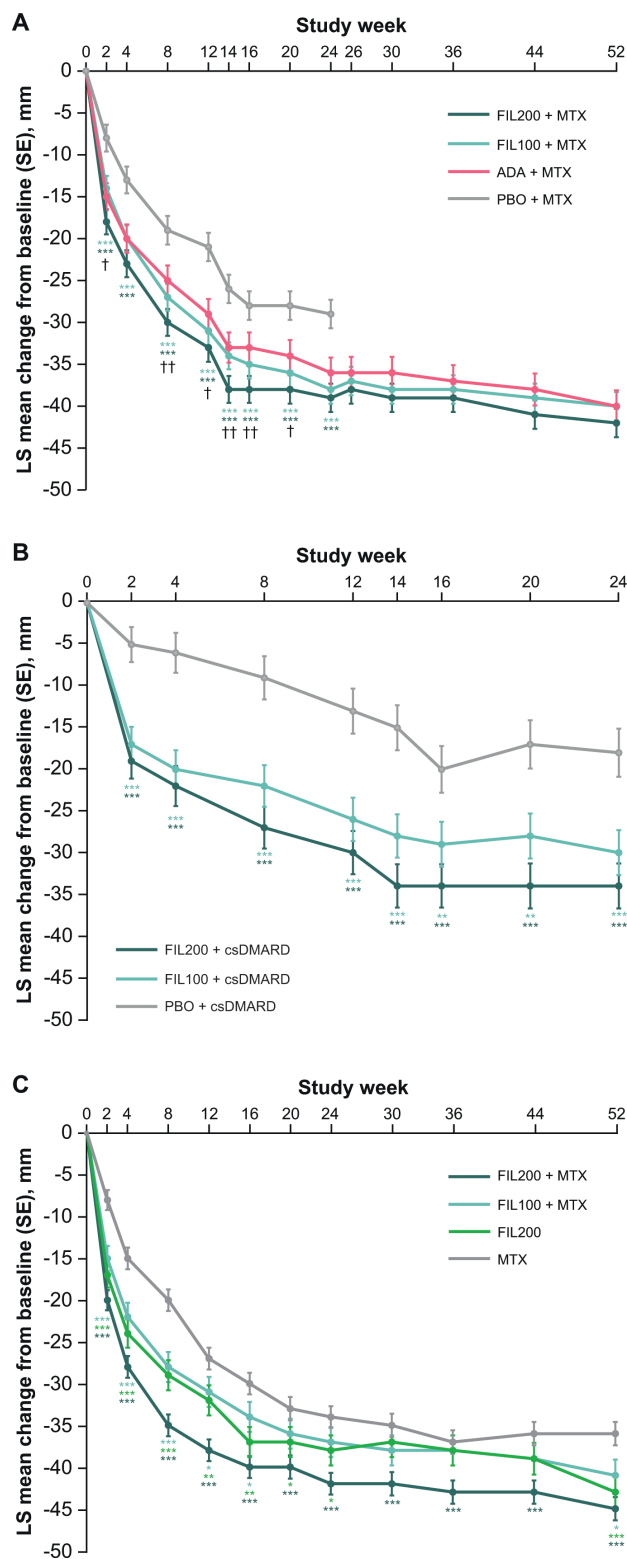 A
Study week
0 2 4 8 12 14 16 20 24 26 30 36 44 52
LS mean change from baseline (SE), mm
0
-5
-10
-15
-20
-25
-30
-35
-40
-45
-50
FIL200 + MTX
FIL100 + MTX
ADA + MTX
PBO + MTX
*** *** †
*** ***
*** *** ††
*** *** †
*** *** ††
*** *** ††
*** *** †
*** ***
B
Study week
0 2 4 8 12 14 16 20 24
LS mean change from baseline (SE), mm
0
-5
-10
-15
-20
-25
-30
-35
-40
-45
-50
*** ***
*** ***
*** ***
*** ***
*** ***
** ***
** ***
*** ***
FIL200 + csDMARD
FIL100 + csDMARD
PBO + csDMARD
C
Study week
0 2 4 8 12 16 20 24 30 36 44 52
LS mean change from baseline (SE), mm
0
-5
-10
-15
-20
-25
-30
-35
-40
-45
-50
FIL200 + MTX
FIL100 + MTX
FIL200
MTX
*** *** ***
*** *** ***
*** *** ***
* ** ***
* ** ***
* ***
* ***
***
***
***
* *** ***